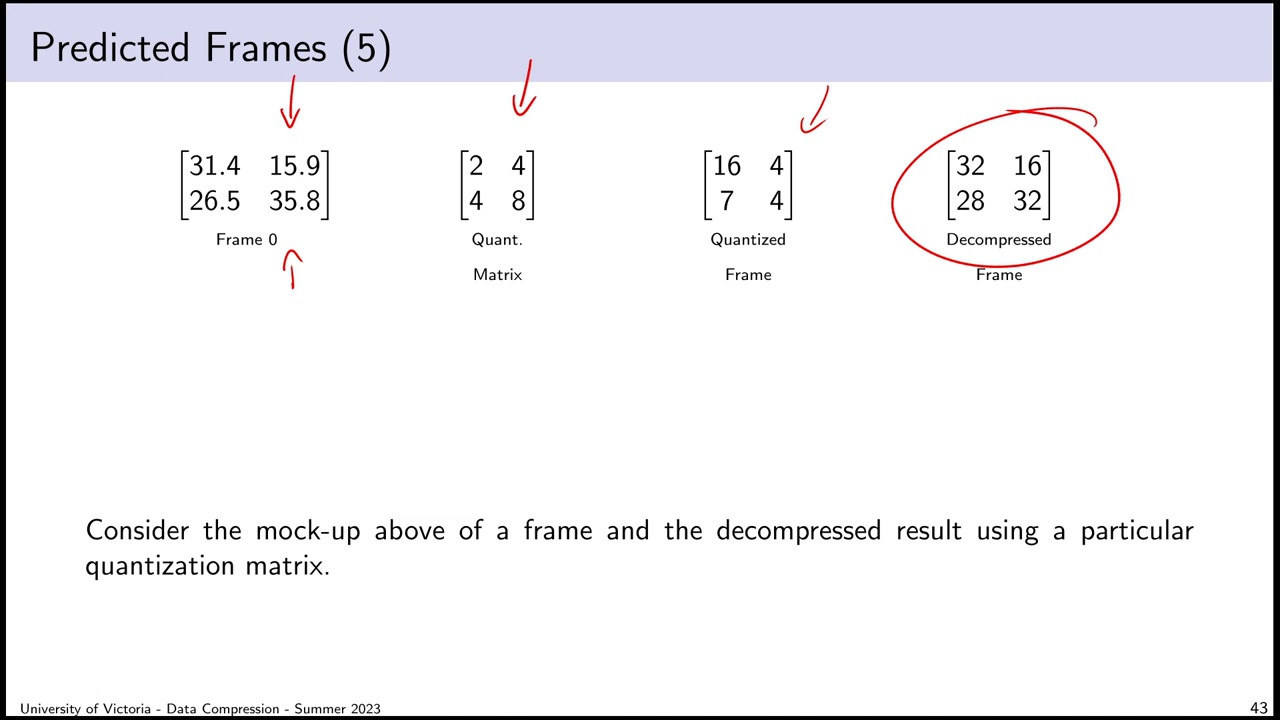 Predicted Frames (5)
31.4 15.9 2 4 16 4 32 16
26.5 35.8 4 8 7 4 28 32
Frame 0 Quant. Quantized Decompressed
Matrix Frame Frame
Consider the mock-up above of a frame and the decompressed result using a particular
quantization matrix.
University of Victoria - Data Compression - Summer 2023 43